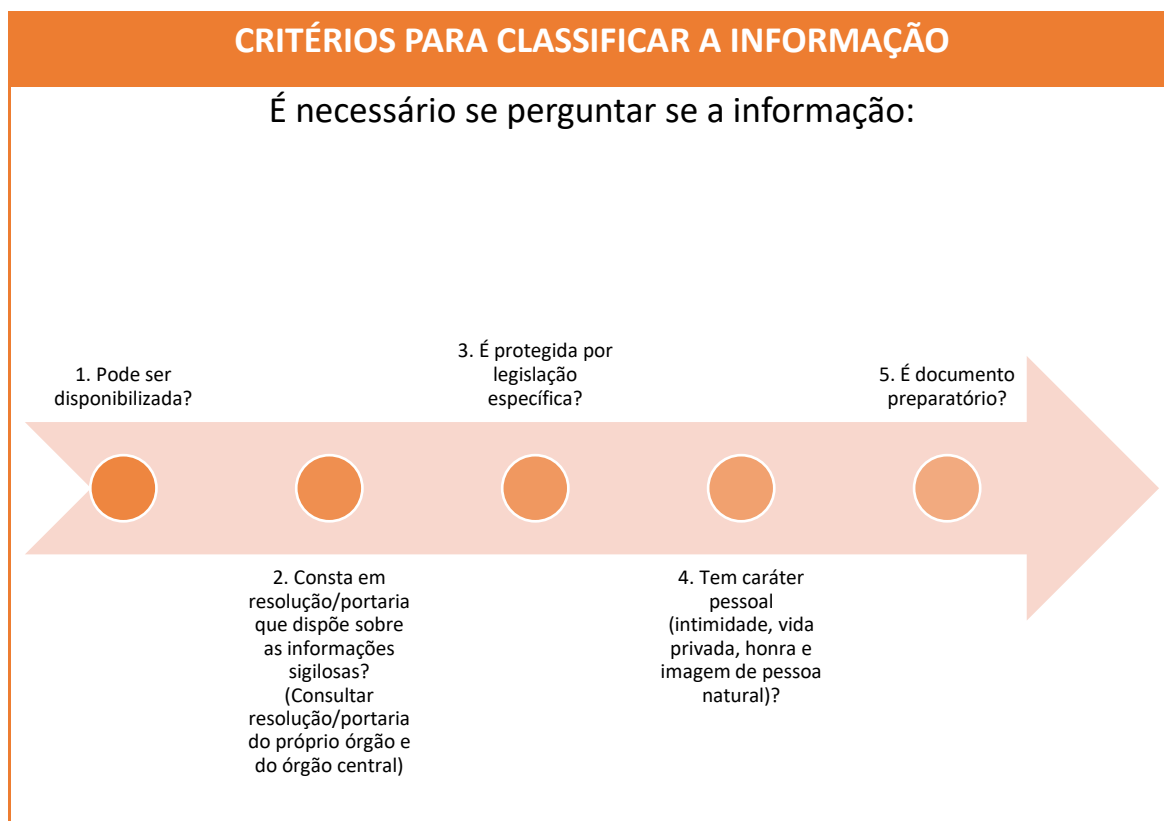 CRITÉRIOS PARA CLASSIFICAR A INFORMAÇÃO
É necessário se perguntar se a informação:
1. Pode ser
disponibilizada?
2. Consta em
resolução/portaria
que dispõe sobre
as informações
sigilosas?
(Consultar
resolução/portaria
do próprio órgão e
do órgão central)
3. É protegida por
legislação
específica?
4. Tem caráter
pessoal
(intimidade, vida
privada, honra e
imagem de pessoa
natural)?
5. É documento
preparatório?